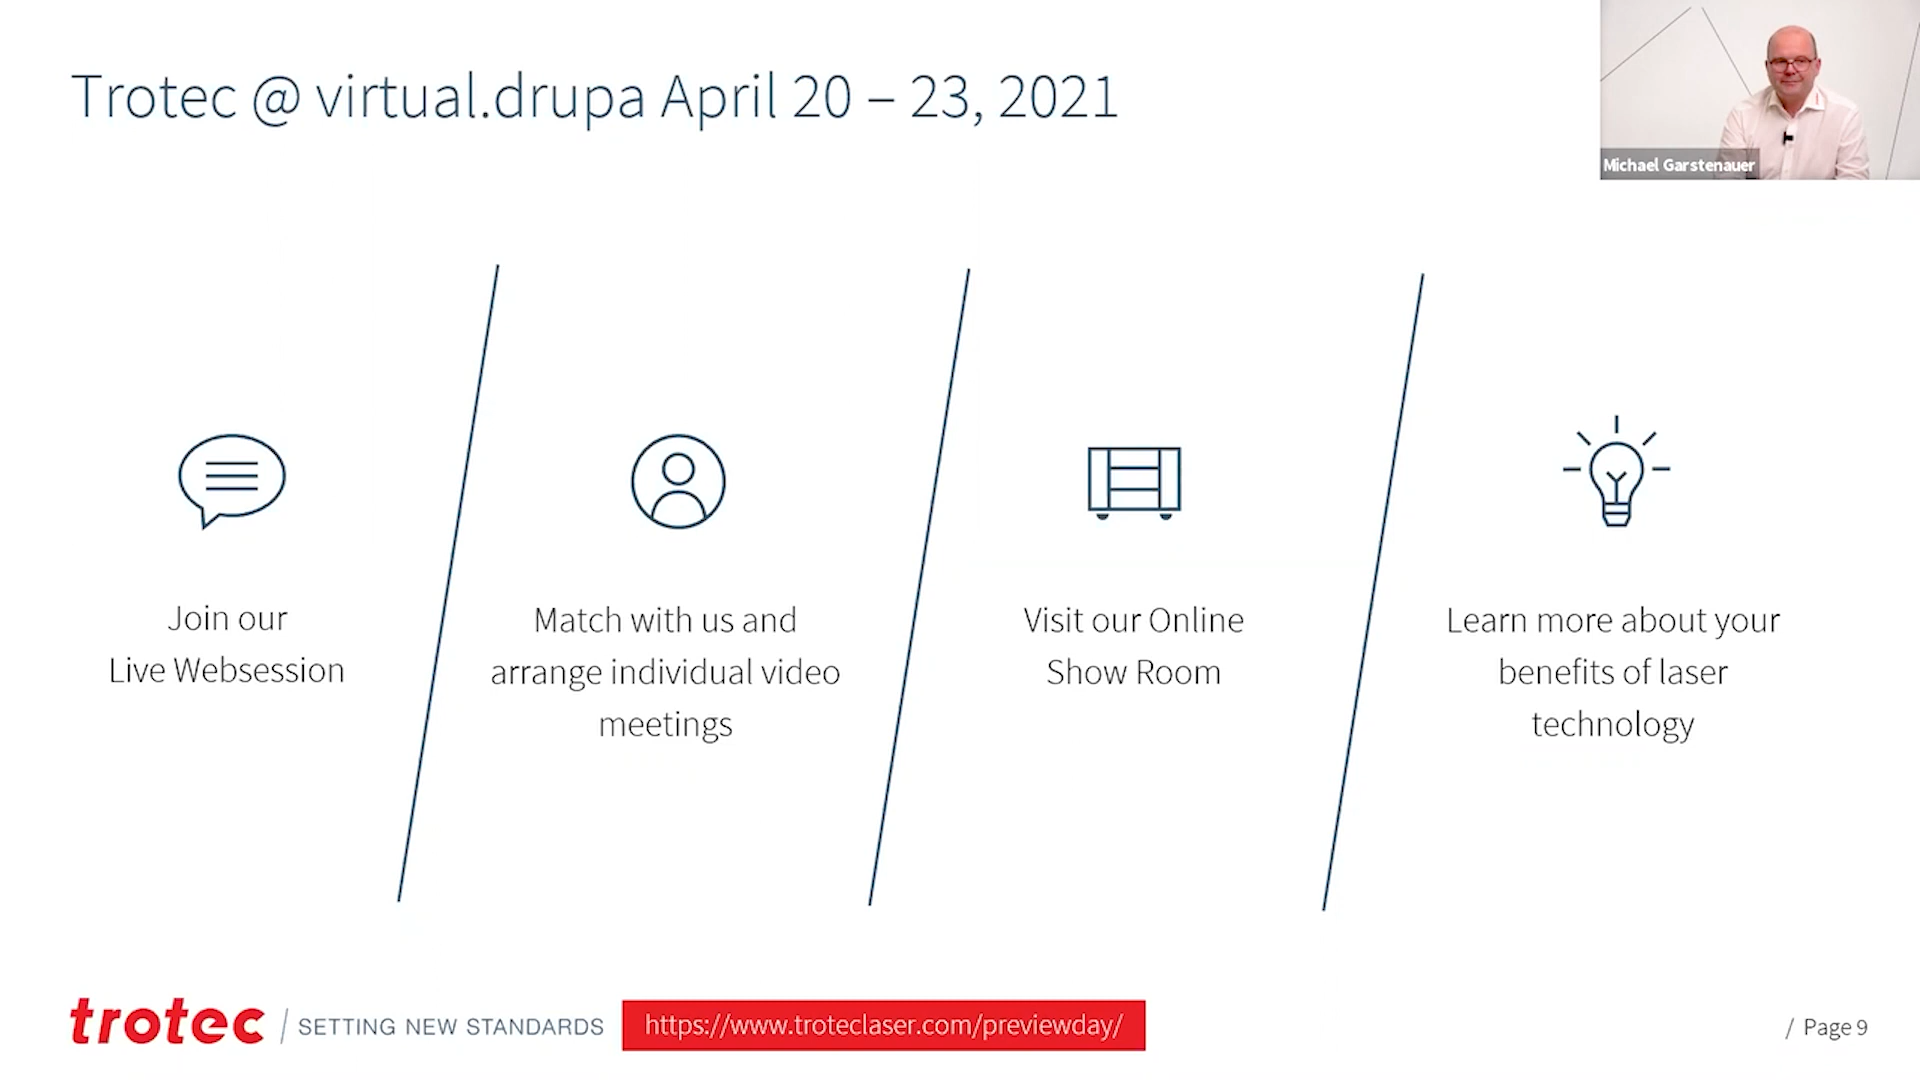 Trotec @ virtual.drupa April 20 – 23, 2021
Michael Garstenauer
Join our
Live Websession
Match with us and
arrange individual video
meetings
Visit our Online
Show Room
Learn more about your
benefits of laser
technology
trotec / SETTING NEW STANDARDS
https://www.troteclaser.com/previewday/
/ Page 9